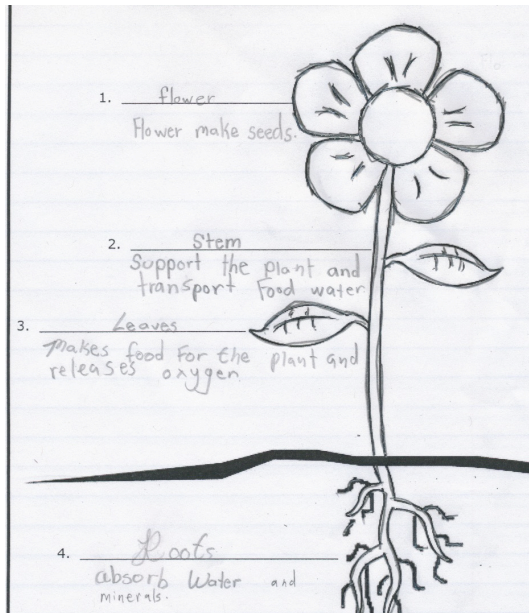 1. flower
Flower make seeds.
2. Stem
Support the plant and
transport food water
3. Leaves
Makes food for the plant and
releases oxygen
4. Roots
absorb Water and
minerals.